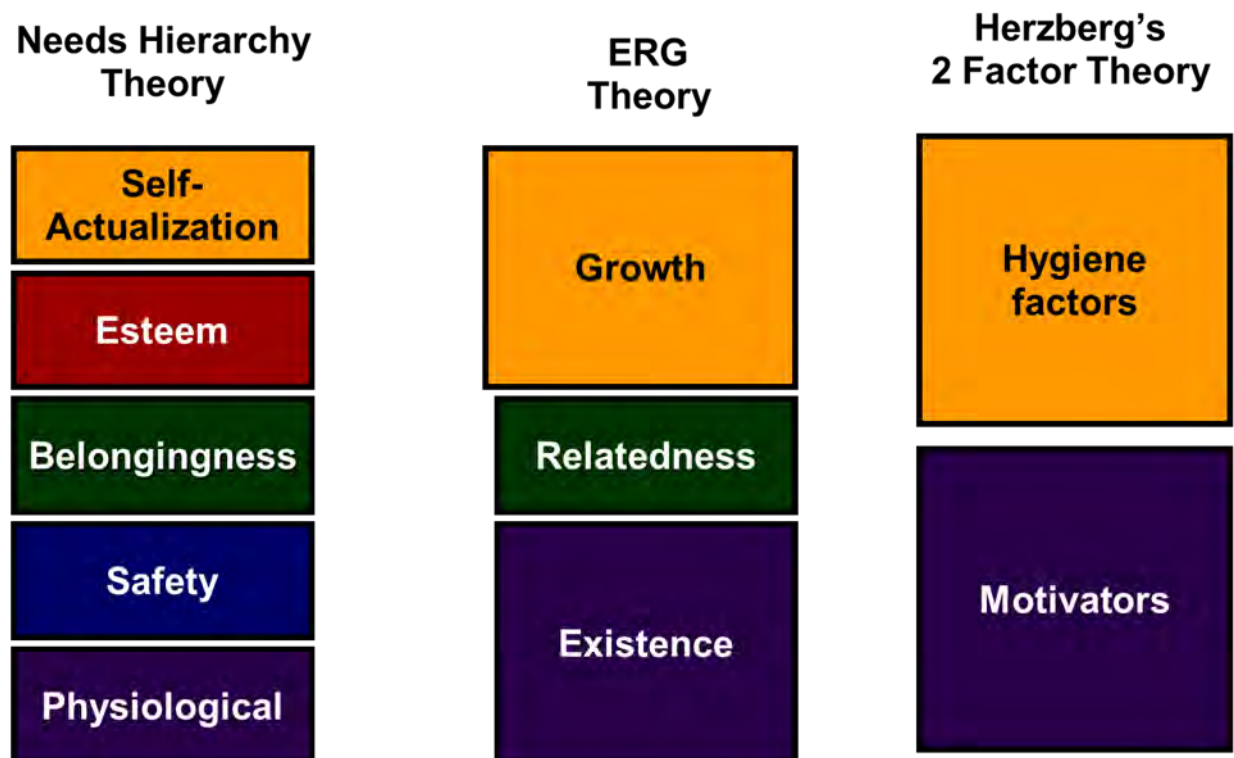 Needs Hierarchy
Theory
Self-
Actualization
Esteem
Belongingness
Safety
Physiological
ERG
Theory
Growth
Relatedness
Existence
Herzberg's
2 Factor Theory
Hygiene
factors
Motivators